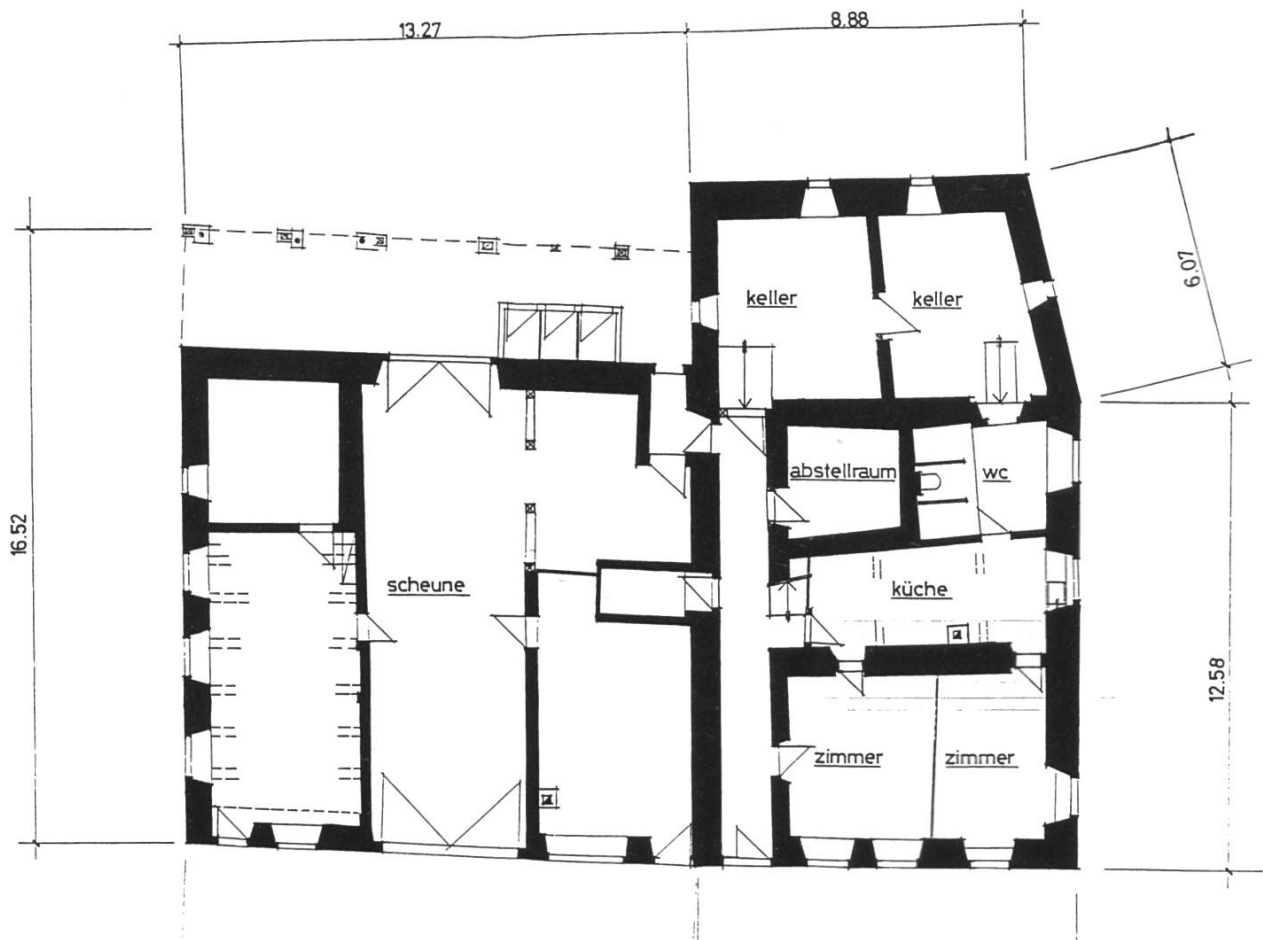 13.27
8.88
6.07
keller
keller
16.52
abstellraum
wc
scheune
küche
12.58
zimmer
zimmer